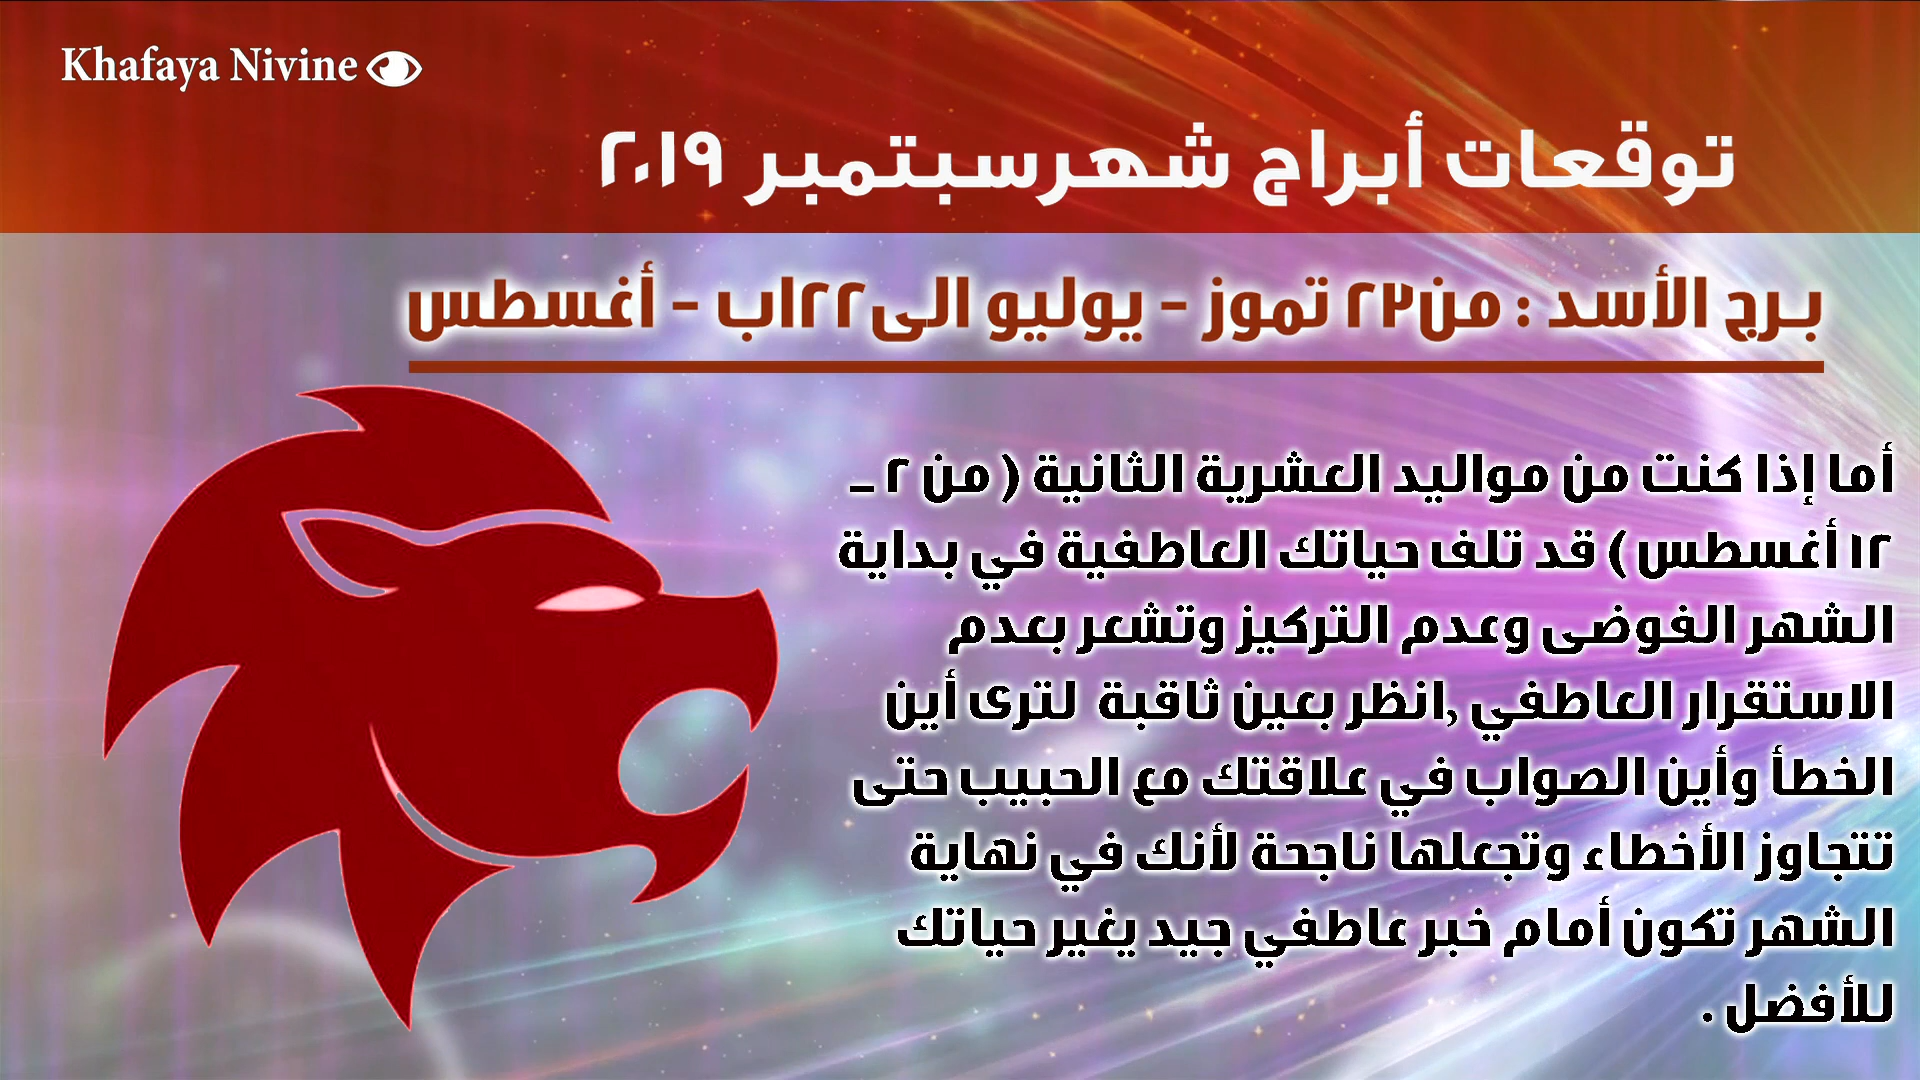 Khafaya Nivine
توقعات أبراج شهرسبتمبر ٢٠١٩
برج الأسد : من٢٣ تموز - يوليو الى٢٢اب - أغسطس
أما إذا كنت من مواليد العشرية الثانية ( من ٢ ـ
١٢ أغسطس ) قد تلف حياتك العاطفية في بداية
الشهر الفوضى وعدم التركيز وتشعر بعدم
الاستقرار العاطفي ,انظر بعين ثاقبة لترى أين
الخطأ وأين الصواب في علاقتك مع الحبيب حتى
تتجاوز الأخطاء وتجعلها ناجحة لأنك في نهاية
الشهر تكون أمام خبر عاطفي جيد يغير حياتك
للأفضل .